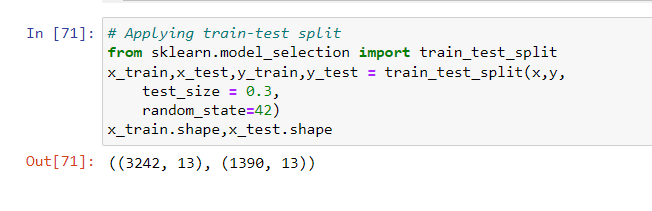 In [71]: # Applying train-test split
from sklearn.model_selection import train_test_split
x_train,x_test,y_train,y_test = train_test_split(x,y,
    test_size = 0.3,
    random_state=42)
x_train.shape,x_test.shape
Out[71]: ((3242, 13), (1390, 13))